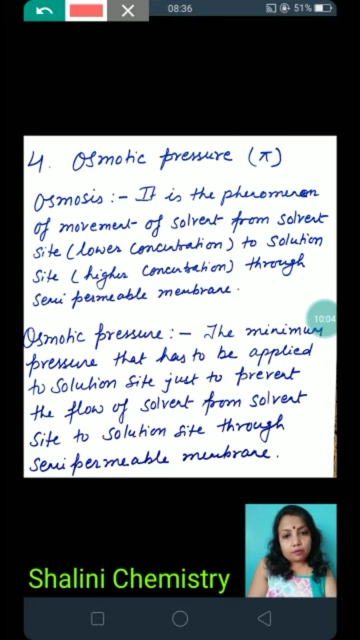 08:36
51%
4. Osmotic pressure (π)
Osmosis :- It is the phenomenon
of movement of solvent from solvent
site (lower concentration) to solution
site (higher concentration) through
semi permeable membrane.
10:04
Osmotic pressure :- The minimum
pressure that has to be applied
to solution site just to prevent
the flow of solvent from solvent
site to solution site through
semi permeable membrane.
Shalini Chemistry